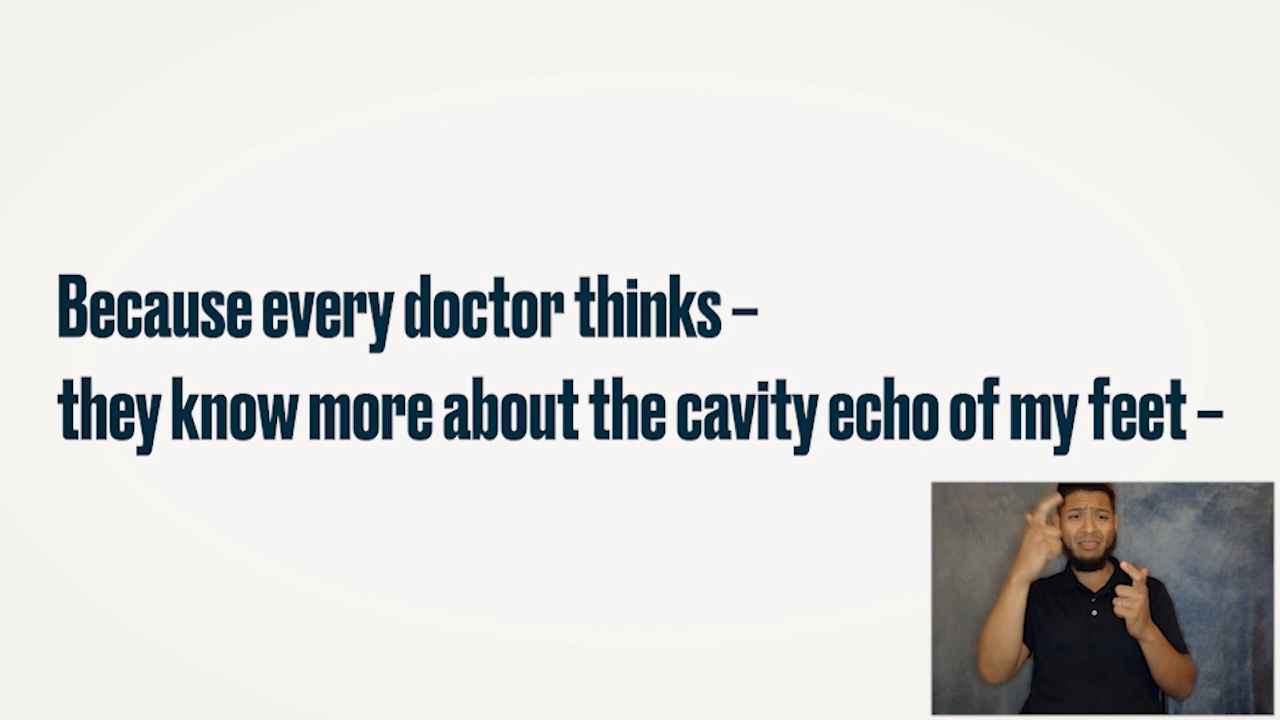 Because every doctor thinks –
they know more about the cavity echo of my feet –